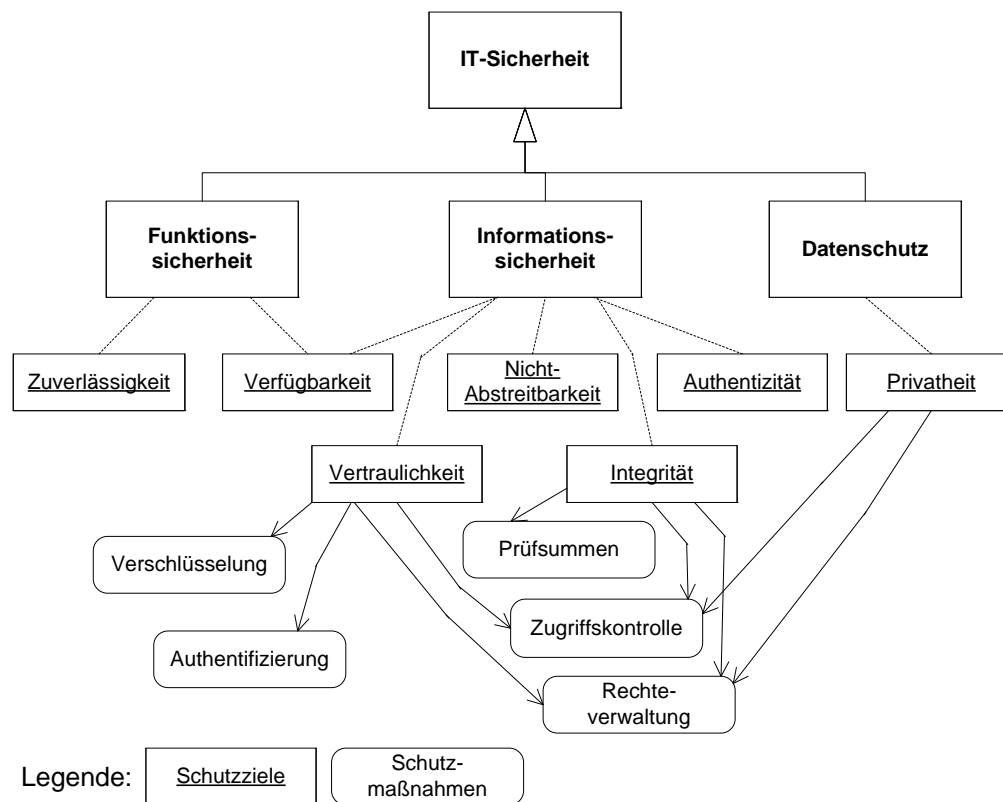 IT-Sicherheit
Funktions-
sicherheit
Informations-
sicherheit
Datenschutz
Zuverlässigkeit
Verfügbarkeit
Nicht-
Abstreitbarkeit
Authentizität
Privatheit
Vertraulichkeit
Integrität
Verschlüsselung
Prüfsummen
Authentifizierung
Zugriffskontrolle
Rechte-
verwaltung
Legende:
Schutzziele
Schutz-
maßnahmen